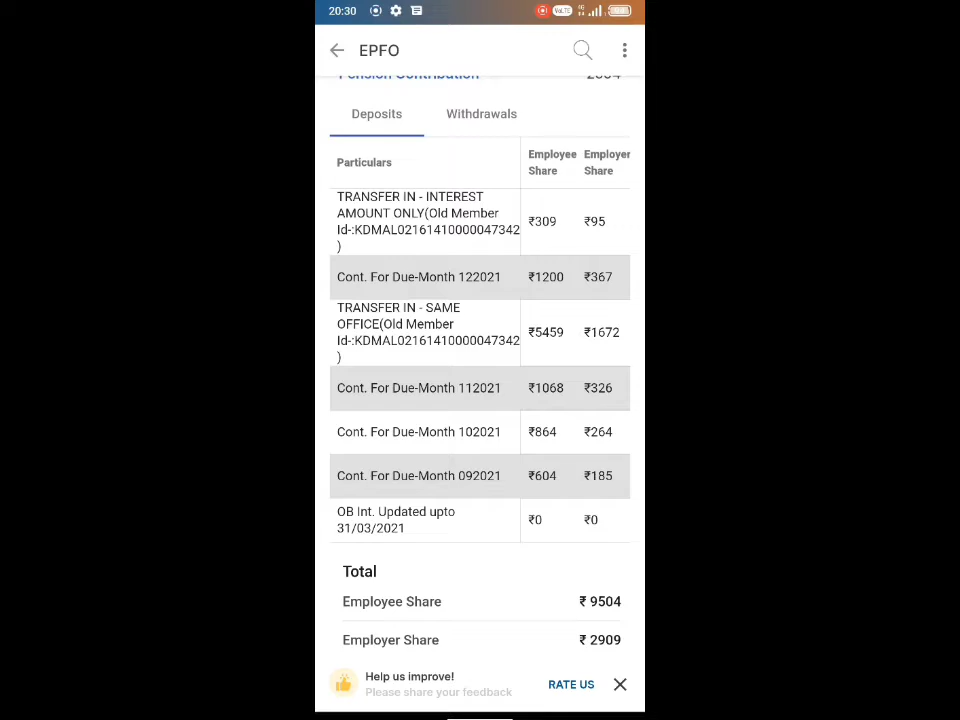 20:30 VoLTE 4G
EPFO
Pension Contribution
Deposits Withdrawals
Particulars Employee Share Employer Share
TRANSFER IN - INTEREST
AMOUNT ONLY(Old Member
Id-:KDMAL02161410000047342
) ₹309 ₹95
Cont. For Due-Month 122021 ₹1200 ₹367
TRANSFER IN - SAME
OFFICE(Old Member
Id-:KDMAL02161410000047342
) ₹5459 ₹1672
Cont. For Due-Month 112021 ₹1068 ₹326
Cont. For Due-Month 102021 ₹864 ₹264
Cont. For Due-Month 092021 ₹604 ₹185
OB Int. Updated upto
31/03/2021 ₹0 ₹0
Total
Employee Share ₹ 9504
Employer Share ₹ 2909
Help us improve!
Please share your feedback RATE US